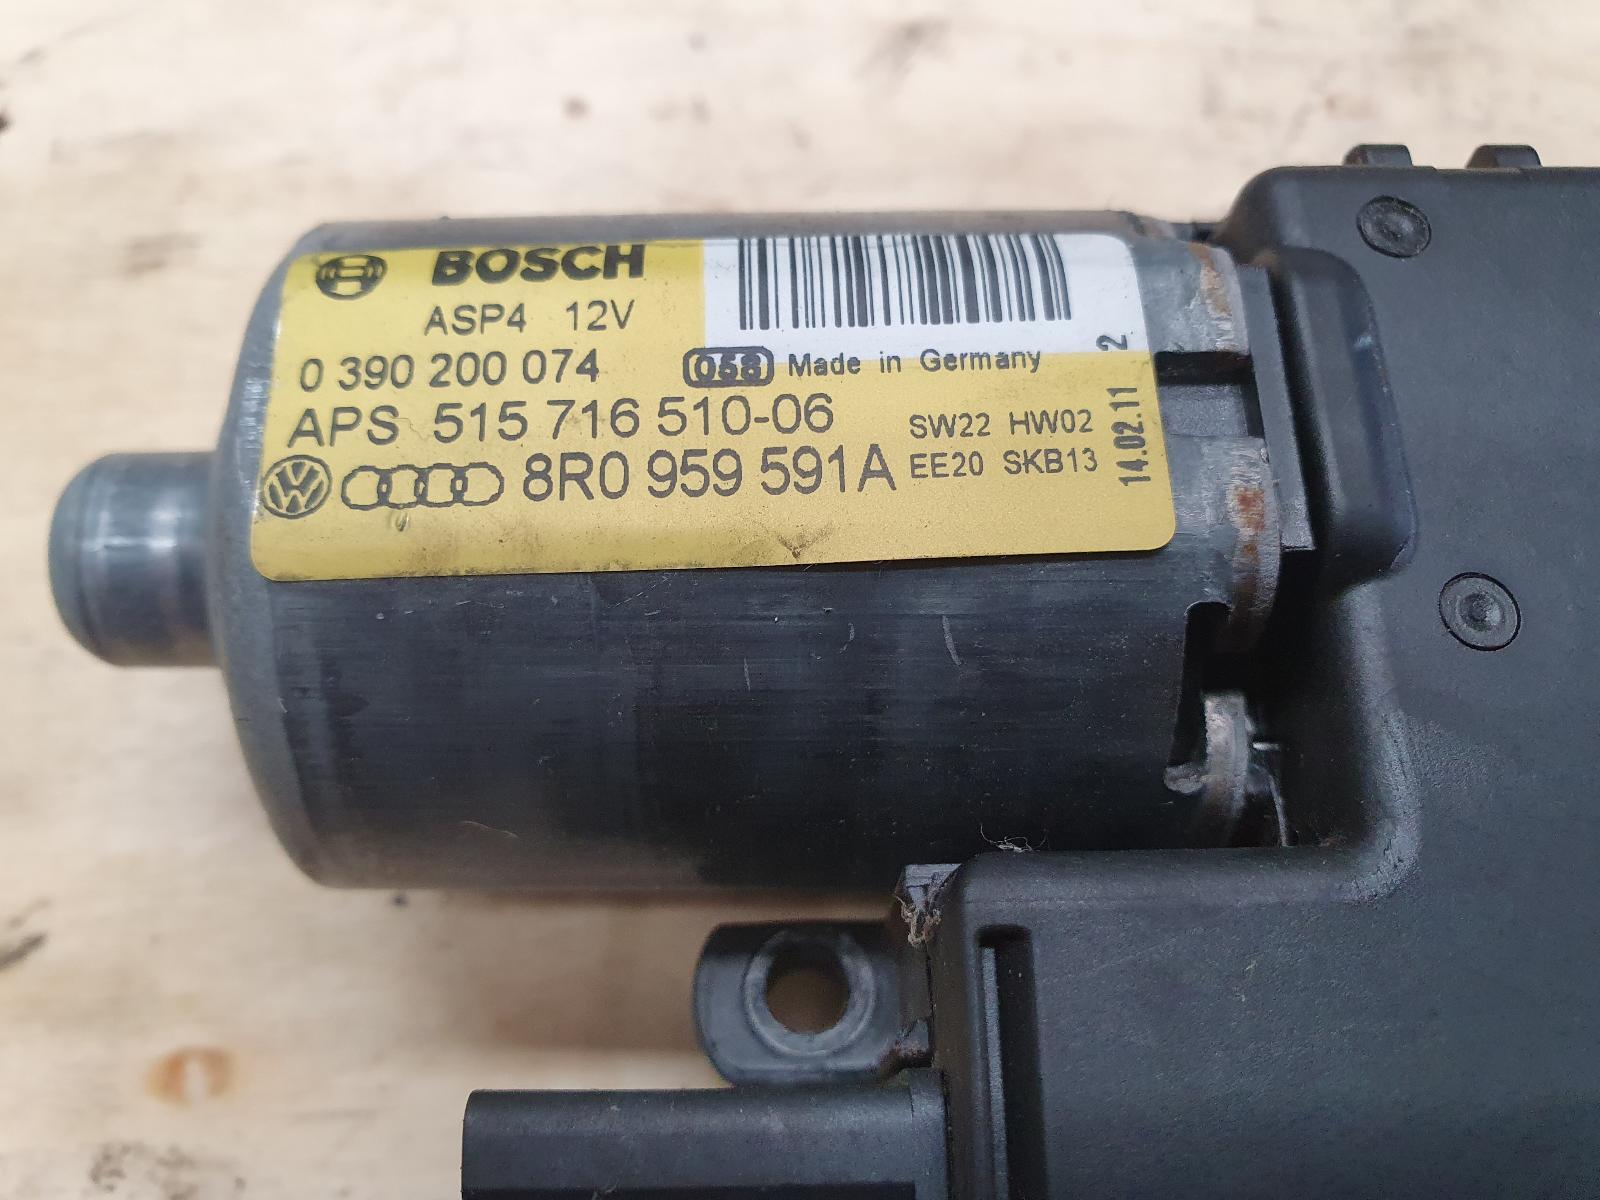 BOSCH
ASP4 12V
0 390 200 074 058 Made in Germany
APS 515 716 510-06 SW22 HW02
8R0 959 591A EE20 SKB13
14.02.11 2